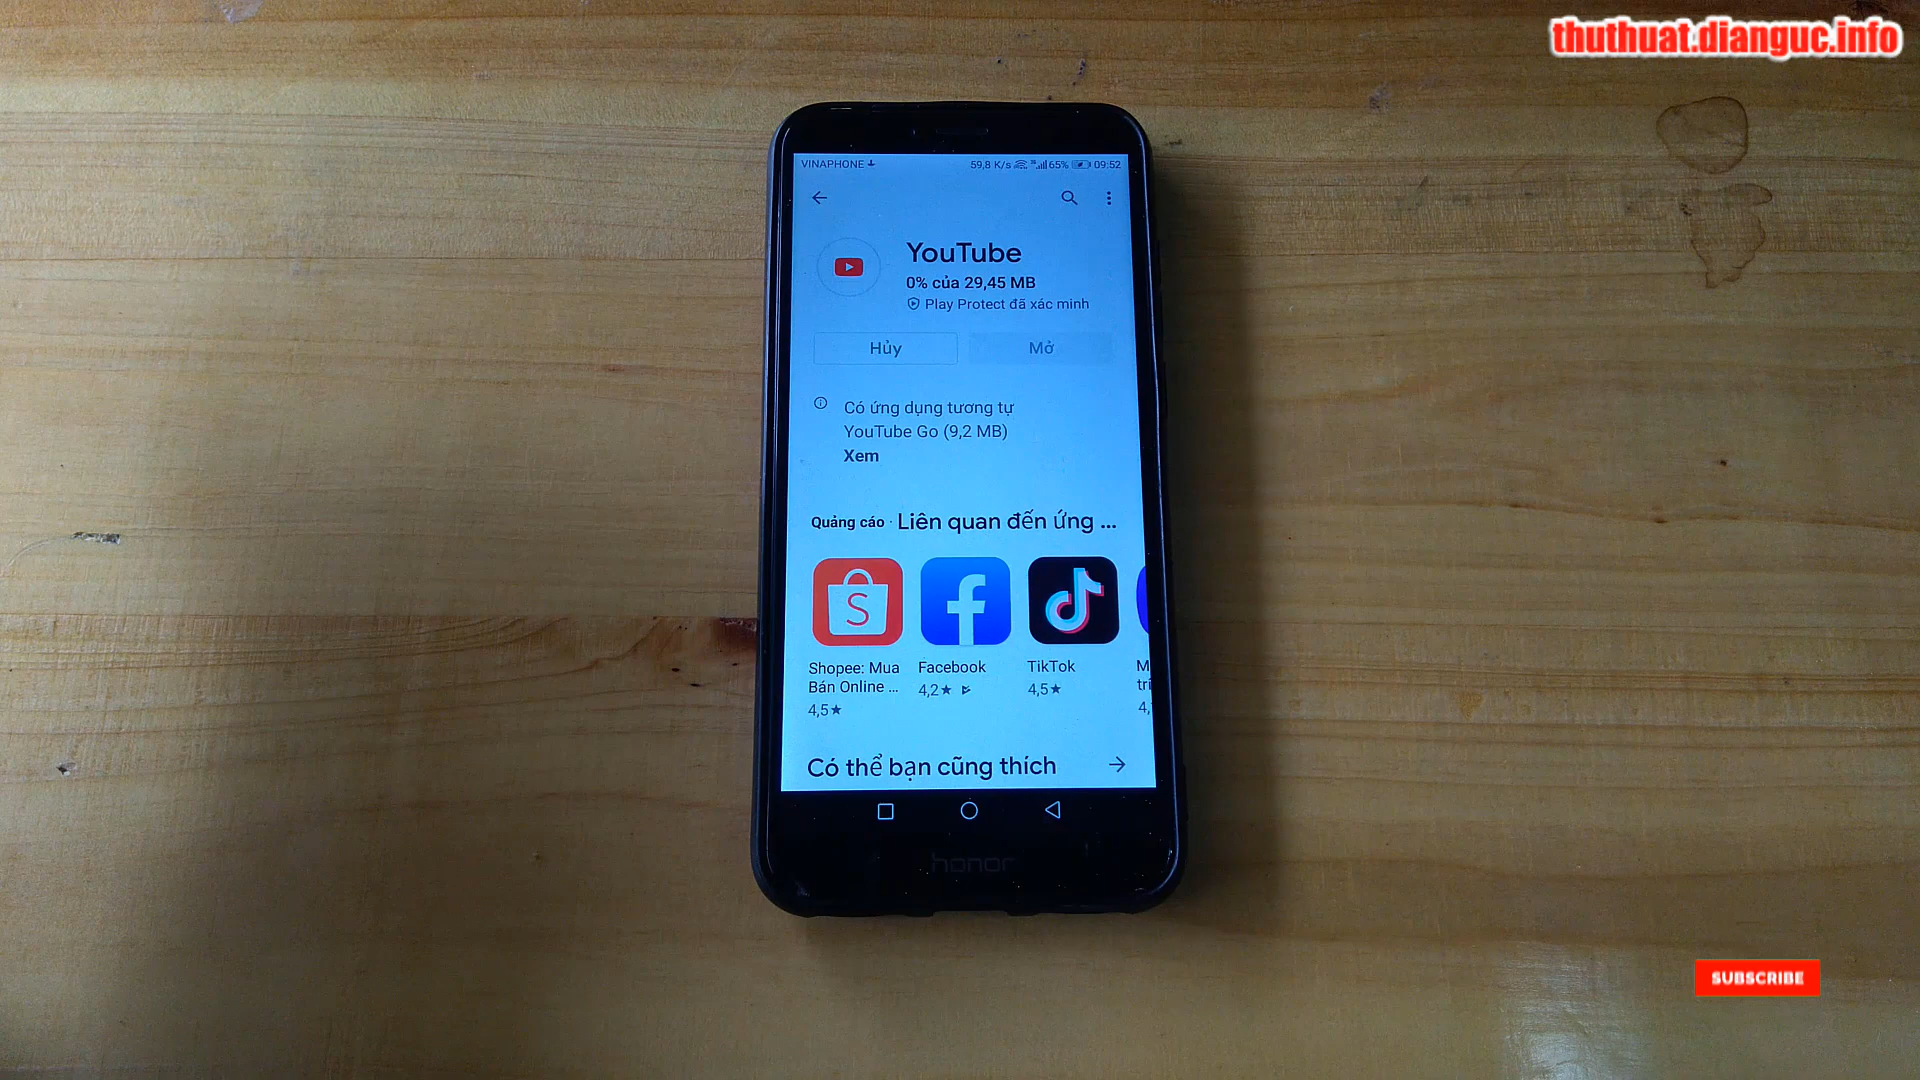 thuthuat.dianguc.info
VINAPHONE
59,8 K/s 65% 09:52
YouTube
0% của 29,45 MB
Play Protect đã xác minh
Hủy
Mở
Có ứng dụng tương tự
YouTube Go (9,2 MB)
Xem
Quảng cáo · Liên quan đến ứng ...
Shopee: Mua
Bán Online ...
4,5★
Facebook
4,2★
TikTok
4,5★
M
trí
4,
Có thể bạn cũng thích
honor
SUBSCRIBE